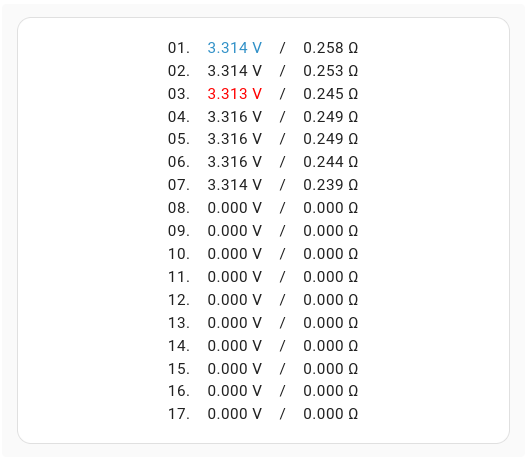 01. 3.314 V / 0.258 Ω
02. 3.314 V / 0.253 Ω
03. 3.313 V / 0.245 Ω
04. 3.316 V / 0.249 Ω
05. 3.316 V / 0.249 Ω
06. 3.316 V / 0.244 Ω
07. 3.314 V / 0.239 Ω
08. 0.000 V / 0.000 Ω
09. 0.000 V / 0.000 Ω
10. 0.000 V / 0.000 Ω
11. 0.000 V / 0.000 Ω
12. 0.000 V / 0.000 Ω
13. 0.000 V / 0.000 Ω
14. 0.000 V / 0.000 Ω
15. 0.000 V / 0.000 Ω
16. 0.000 V / 0.000 Ω
17. 0.000 V / 0.000 Ω